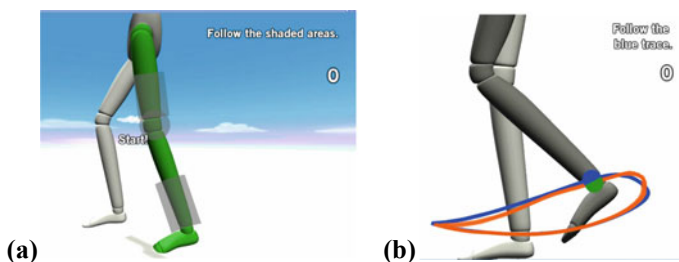 Follow the shaded areas.
0
Start!
(a)
Follow the
blue trace.
0
(b)